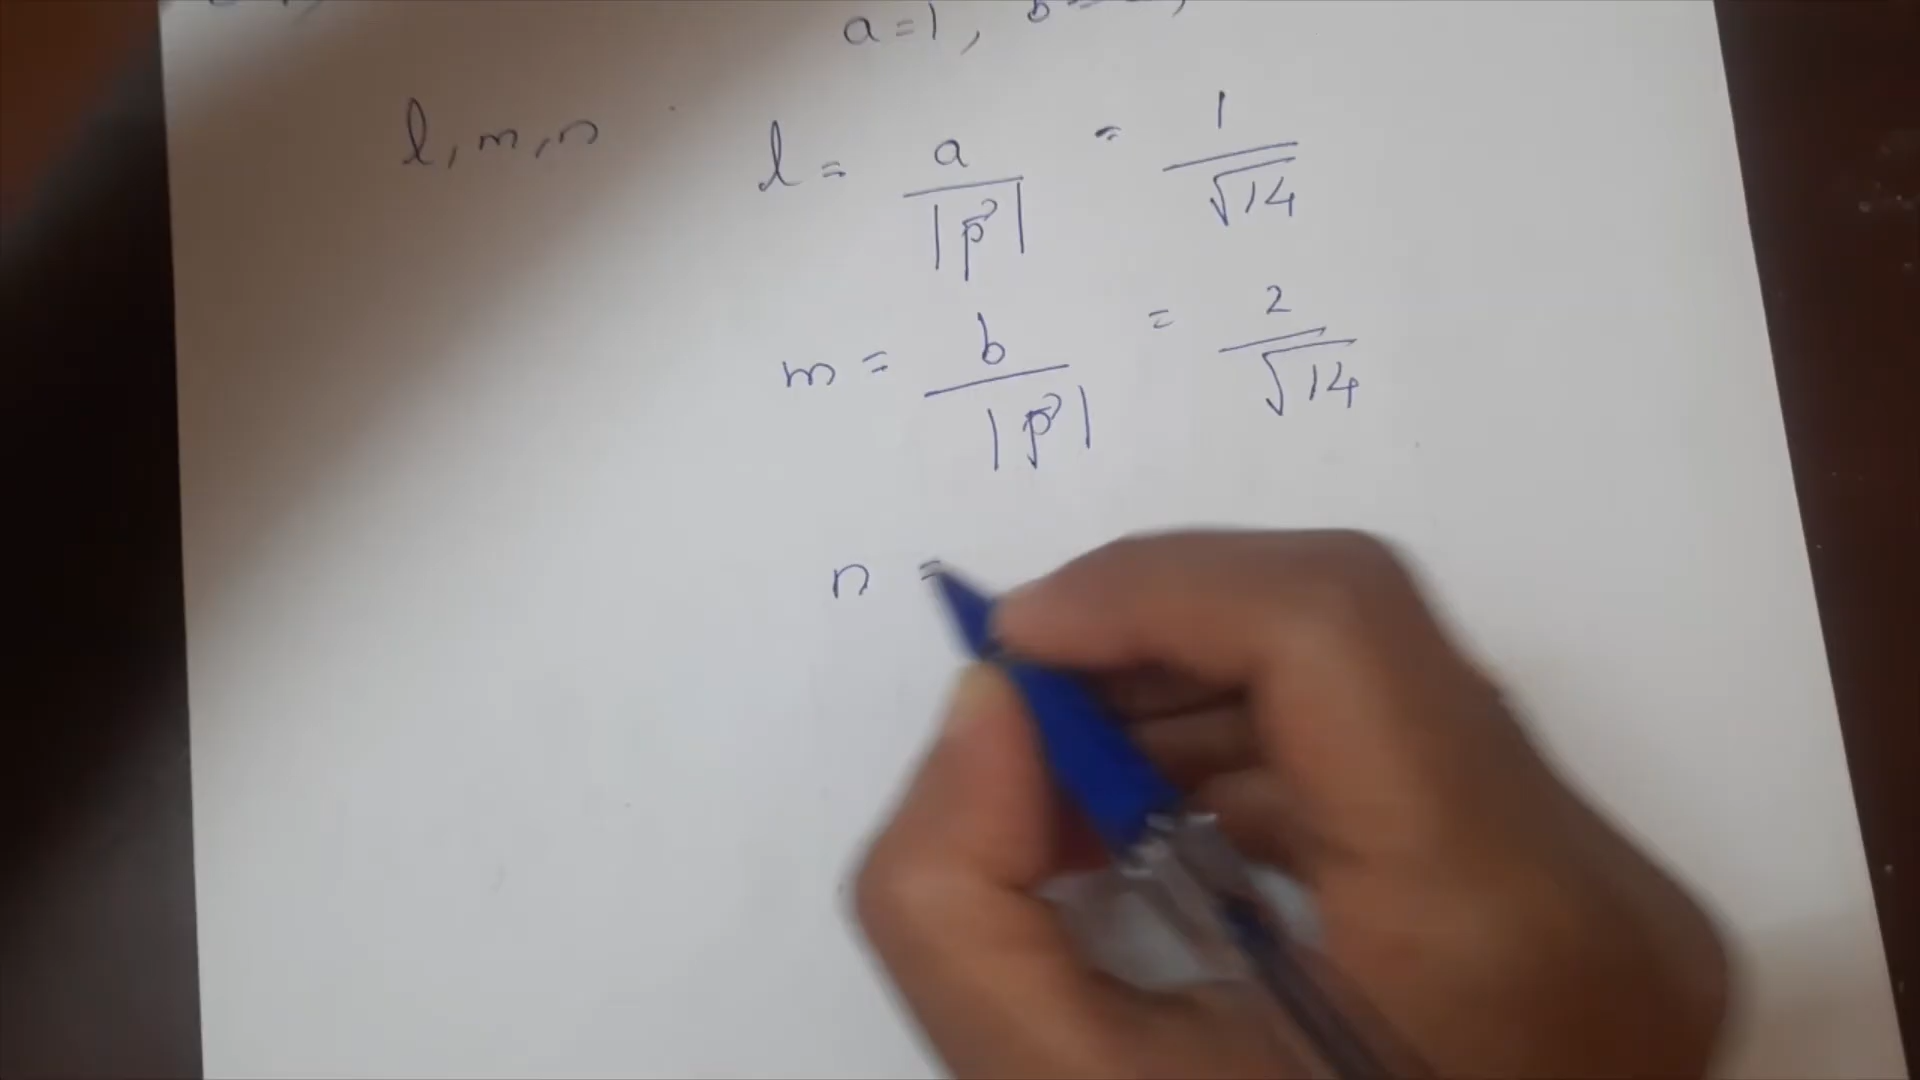 a = 1, b
l, m, n
l = a / |p⃗| = 1 / √14
m = b / |p⃗| = 2 / √14
n =